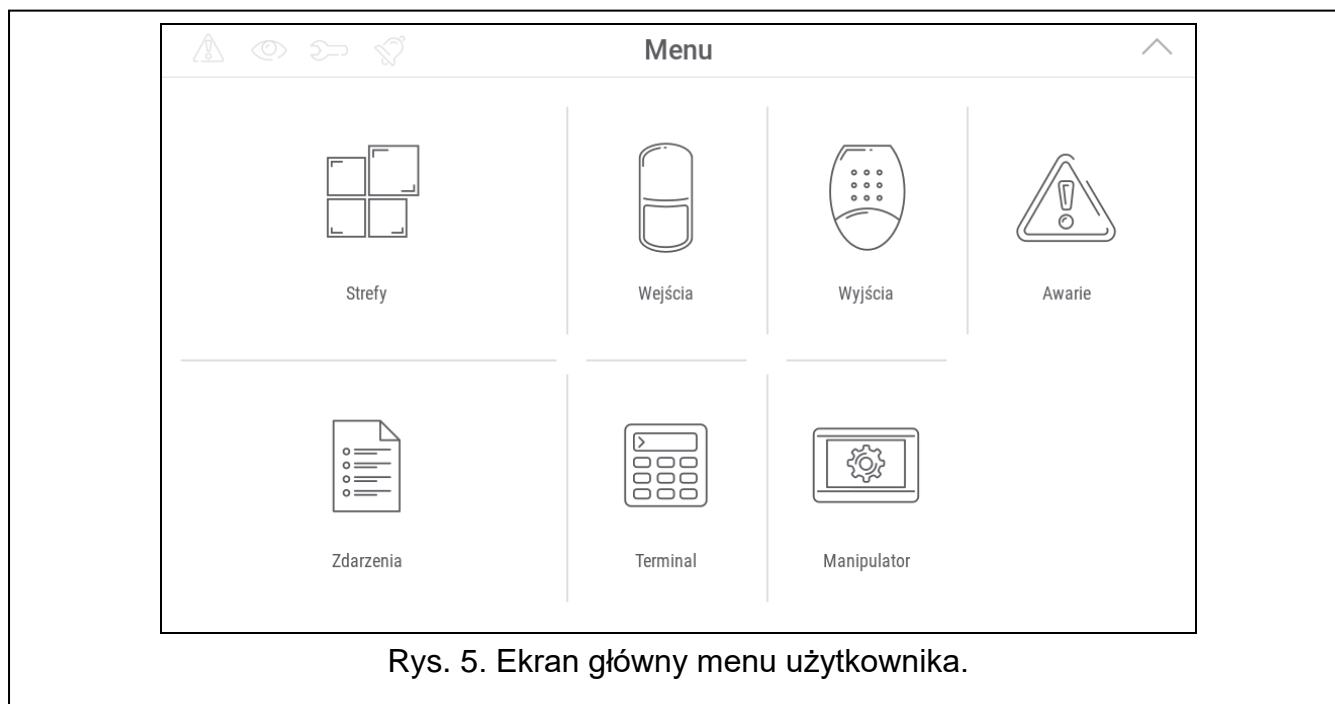 Menu
Strefy
Wejścia
Wyjścia
Awarie
Zdarzenia
Terminal
Manipulator
Rys. 5. Ekran główny menu użytkownika.